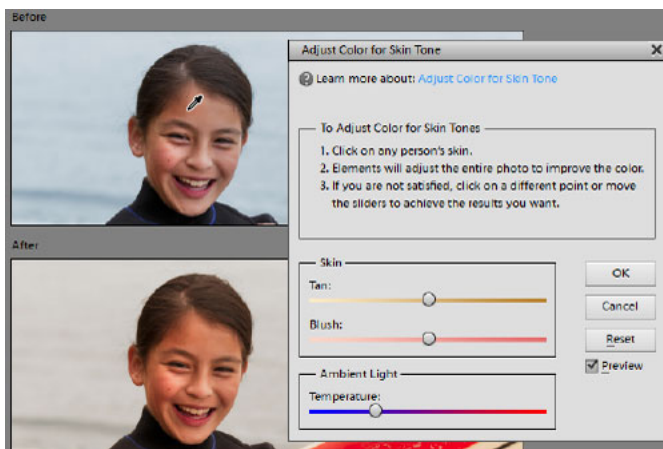 Before
Adjust Color for Skin Tone
Learn more about: Adjust Color for Skin Tone
To Adjust Color for Skin Tones
1. Click on any person's skin.
2. Elements will adjust the entire photo to improve the color.
3. If you are not satisfied, click on a different point or move
the sliders to achieve the results you want.
After
Skin
Tan:
Blush:
OK
Cancel
Reset
Preview
Ambient Light
Temperature: